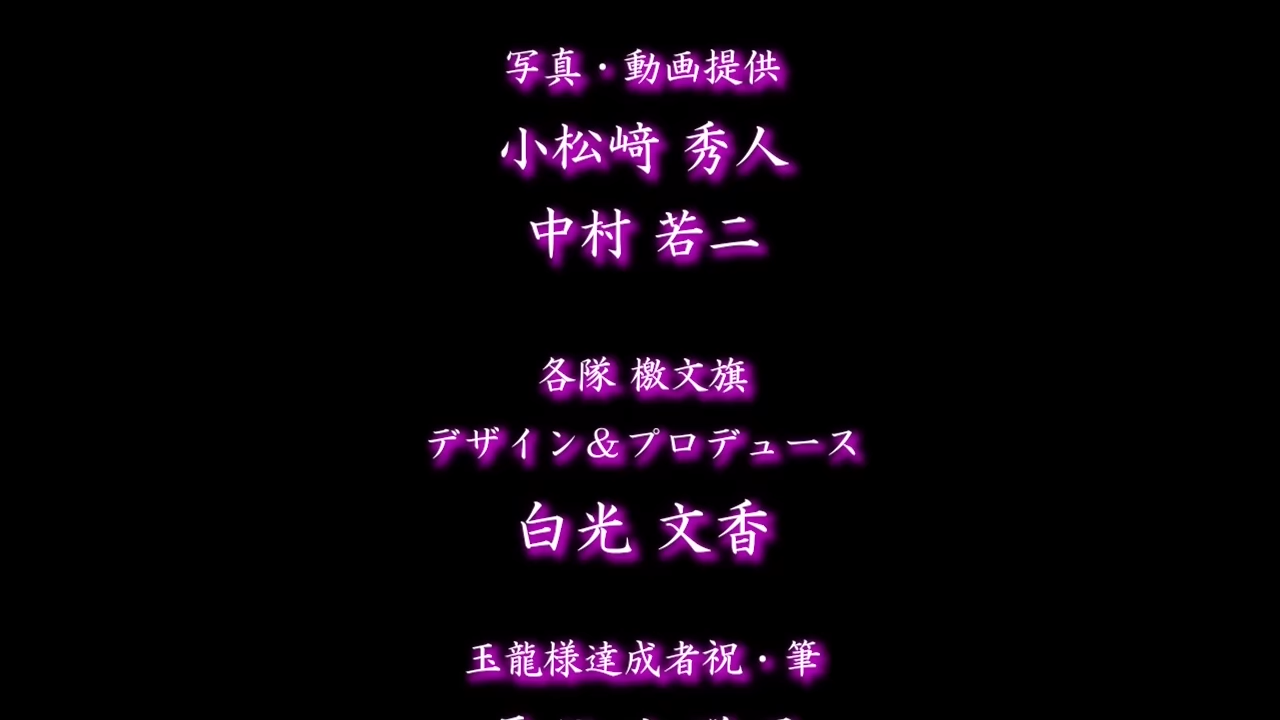 写真・動画提供
小松﨑 秀人
中村 若二
各隊 檄文旗
デザイン＆プロデュース
白光 文香
玉龍様達成者祝・筆